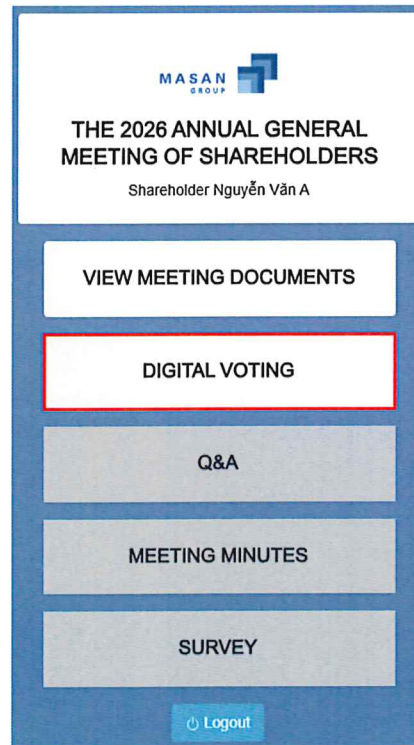 MASAN
GROUP
THE 2026 ANNUAL GENERAL
MEETING OF SHAREHOLDERS
Shareholder Nguyễn Văn A
VIEW MEETING DOCUMENTS
DIGITAL VOTING
Q&A
MEETING MINUTES
SURVEY
Logout